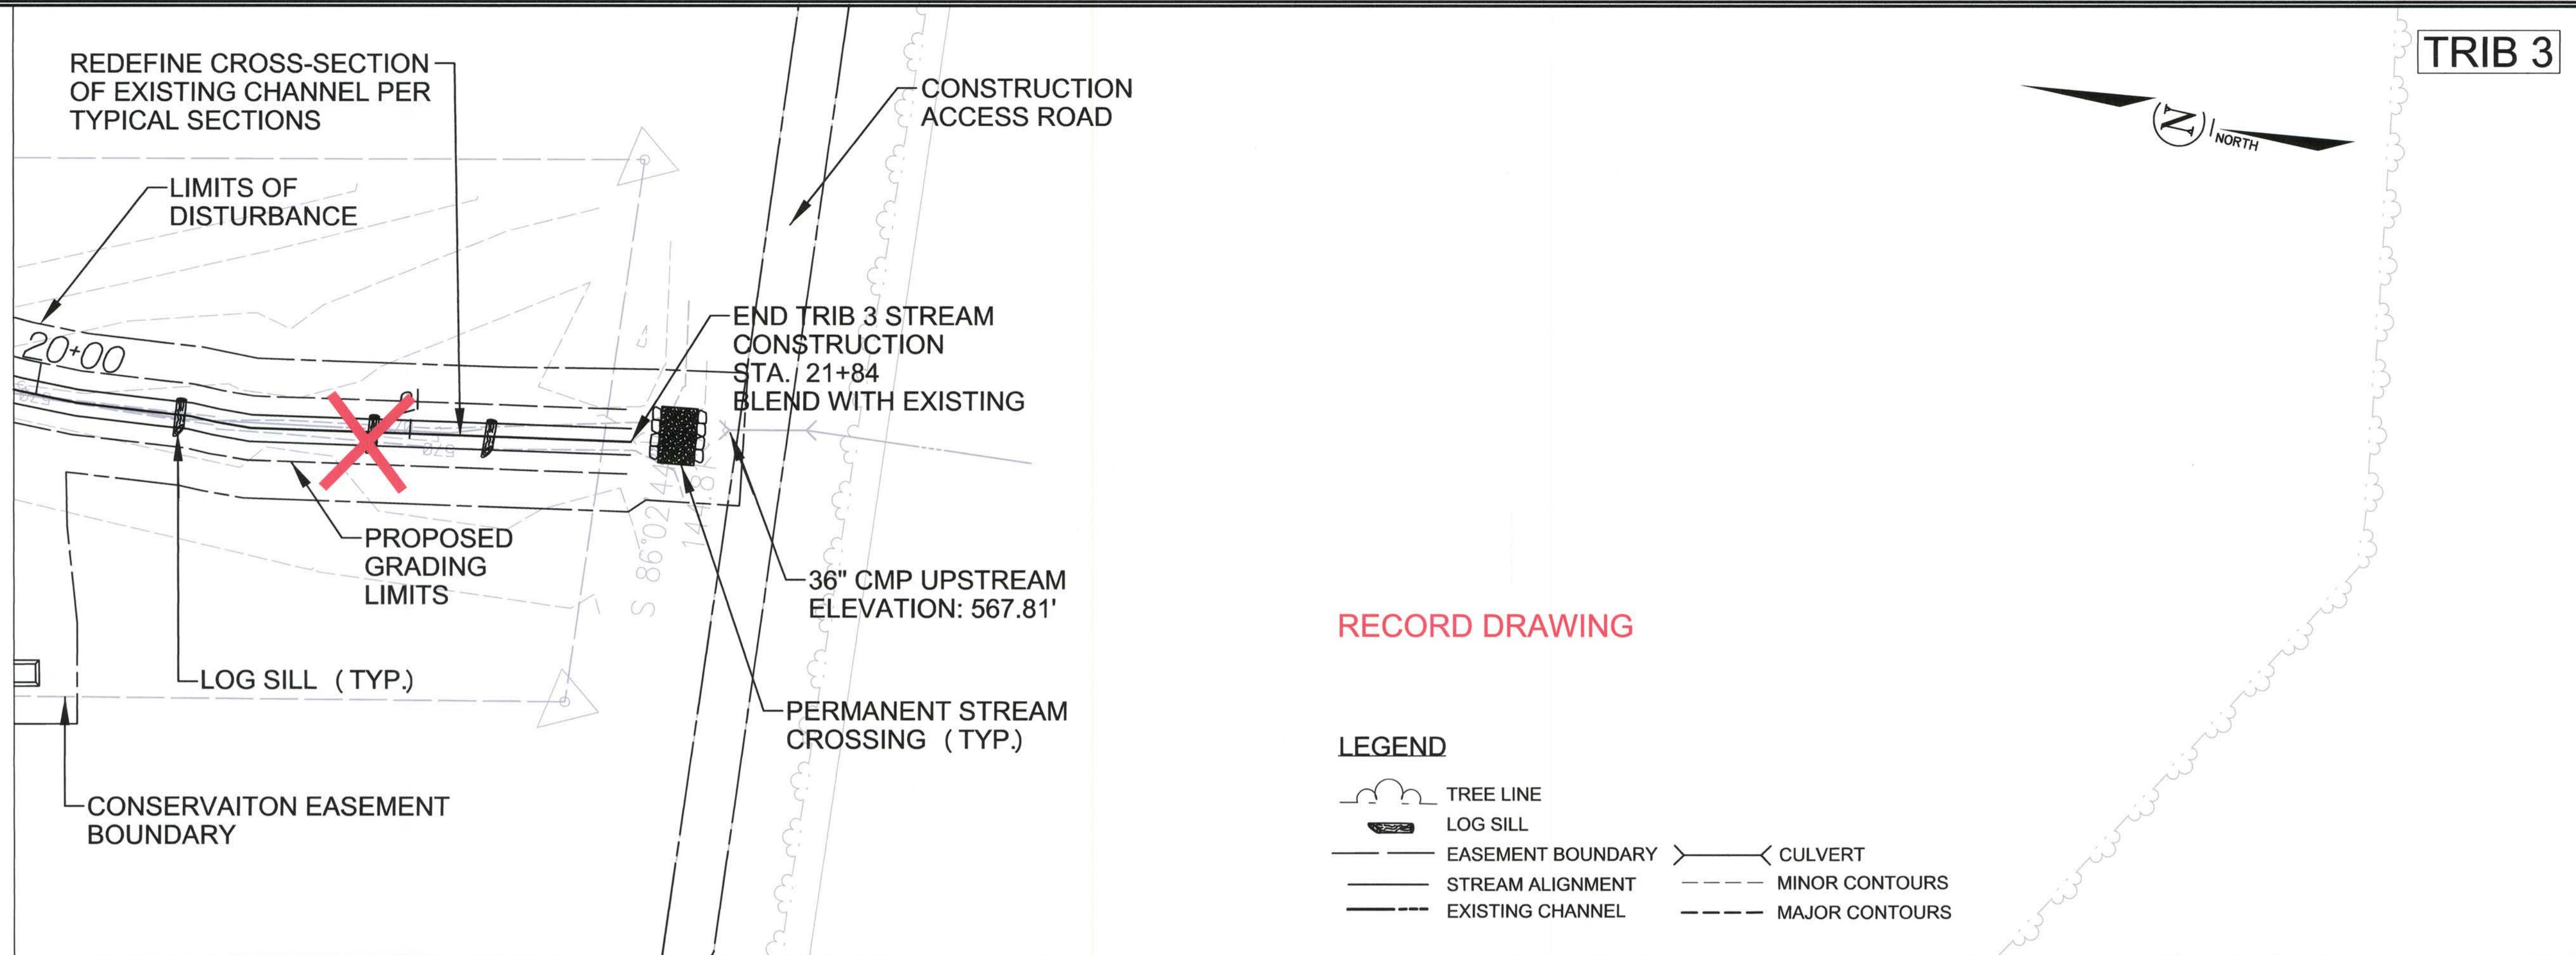 TRIB 3
REDEFINE CROSS-SECTION
OF EXISTING CHANNEL PER
TYPICAL SECTIONS
CONSTRUCTION
ACCESS ROAD
NORTH
LIMITS OF
DISTURBANCE
END TRIB 3 STREAM
CONSTRUCTION
STA. 21+84
BLEND WITH EXISTING
20+00
570
PROPOSED
GRADING
LIMITS
36" CMP UPSTREAM
ELEVATION: 567.81'
LOG SILL (TYP.)
PERMANENT STREAM
CROSSING (TYP.)
CONSERVAITON EASEMENT
BOUNDARY
RECORD DRAWING
LEGEND
TREE LINE
LOG SILL
EASEMENT BOUNDARY
CULVERT
STREAM ALIGNMENT
MINOR CONTOURS
EXISTING CHANNEL
MAJOR CONTOURS